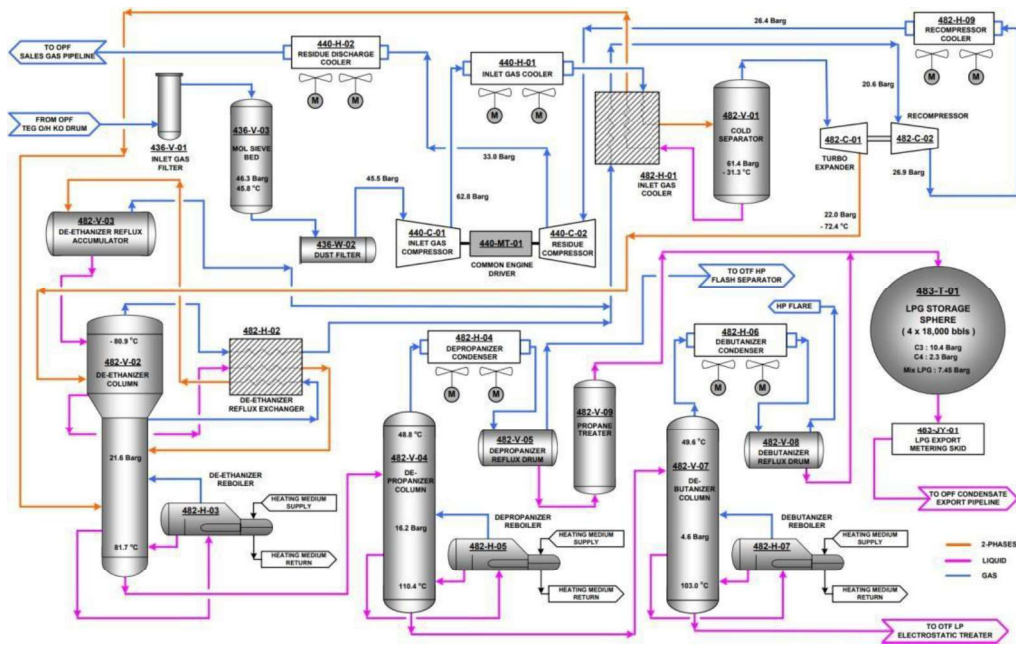 TO OPF
SALES GAS PIPELINE
440-H-02
RESIDUE DISCHARGE
COOLER
M
M
440-H-01
INLET GAS COOLER
M
M
26.4 Barg
482-H-09
RECOMPRESSOR
COOLER
M
M
FROM OPF
TEG O/H KO DRUM
436-V-01
INLET GAS
FILTER
436-V-03
MOL SIEVE
BED
46.3 Barg
45.8 °C
33.0 Barg
45.5 Barg
62.8 Barg
482-H-01
INLET GAS
COOLER
482-V-01
COLD
SEPARATOR
61.4 Barg
- 31.3 °C
20.6 Barg
RECOMPRESSOR
482-C-01
482-C-02
TURBO
EXPANDER
26.9 Barg
22.0 Barg
- 72.4 °C
482-V-03
DE-ETHANIZER REFLUX
ACCUMULATOR
436-W-02
DUST FILTER
440-C-01
INLET GAS
COMPRESSOR
440-MT-01
COMMON ENGINE
DRIVER
440-C-02
RESIDUE
COMPRESSOR
TO OTF HP
FLASH SEPARATOR
HP FLARE
483-T-01
LPG STORAGE
SPHERE
( 4 x 18,000 bbls )
C3 : 10.4 Barg
C4 : 2.3 Barg
Mix LPG : 7.45 Barg
483-JY-01
LPG EXPORT
METERING SKID
TO OPF CONDENSATE
EXPORT PIPELINE
- 80.9 °C
482-V-02
DE-ETHANIZER
COLUMN
21.6 Barg
81.7 °C
482-H-02
DE-ETHANIZER
REFLUX EXCHANGER
DE-ETHANIZER
REBOILER
482-H-03
HEATING MEDIUM
SUPPLY
HEATING MEDIUM
RETURN
482-H-04
DEPROPANIZER
CONDENSER
M
M
48.8 °C
482-V-04
DE-
PROPANIZER
COLUMN
16.2 Barg
110.4 °C
482-V-05
DEPROPANIZER
REFLUX DRUM
482-V-09
PROPANE
TREATER
DEPROPANIZER
REBOILER
482-H-05
HEATING MEDIUM
SUPPLY
HEATING MEDIUM
RETURN
482-H-06
DEBUTANIZER
CONDENSER
M
M
49.6 °C
482-V-07
DE-
BUTANIZER
COLUMN
4.6 Barg
103.0 °C
482-V-08
DEBUTANIZER
REFLUX DRUM
DEBUTANIZER
REBOILER
482-H-07
HEATING MEDIUM
SUPPLY
HEATING MEDIUM
RETURN
2-PHASES
LIQUID
GAS
TO OTF LP
ELECTROSTATIC TREATER